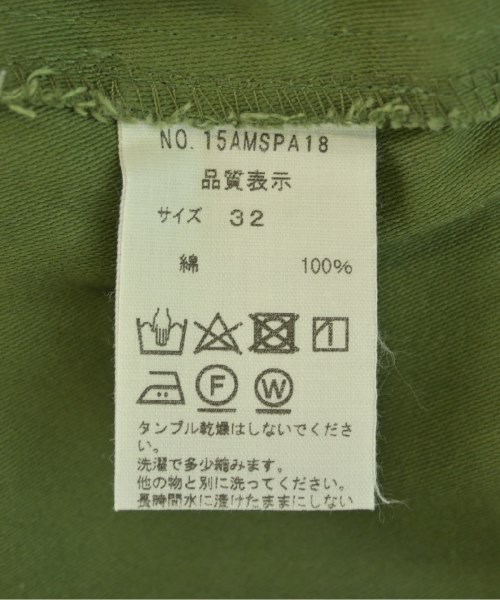 NO.15AMSPA18
品質表示
サイズ 32
綿 100%
F W
タンブル乾燥はしないでくださ
い。
洗濯で多少縮みます。
他の物と別に洗ってください。
長時間水に漬けたままにしない